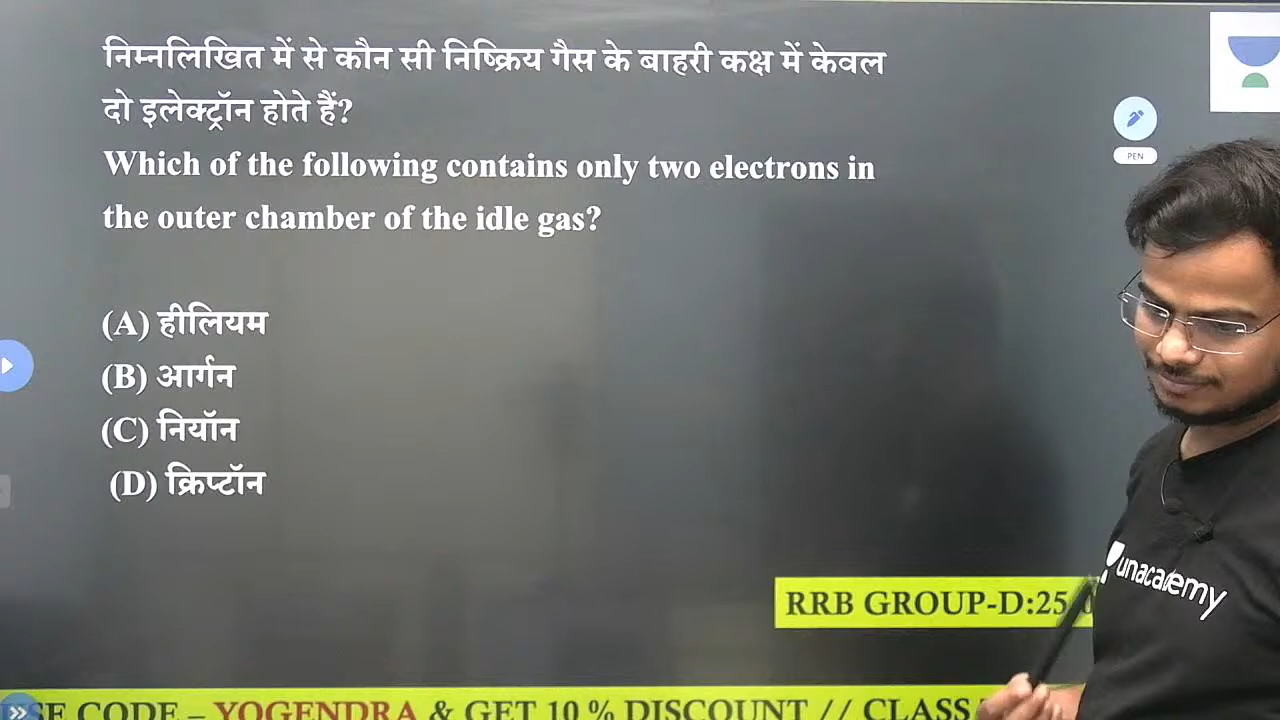 निम्नलिखित में से कौन सी निष्क्रिय गैस के बाहरी कक्ष में केवल
दो इलेक्ट्रॉन होते हैं?
Which of the following contains only two electrons in
the outer chamber of the idle gas?
PEN
(A) हीलियम
(B) आर्गन
(C) नियॉन
(D) क्रिप्टॉन
unacademy
RRB GROUP-D:25
CODE – YOGENDRA & GET 10 % DISCOUNT // CLASS